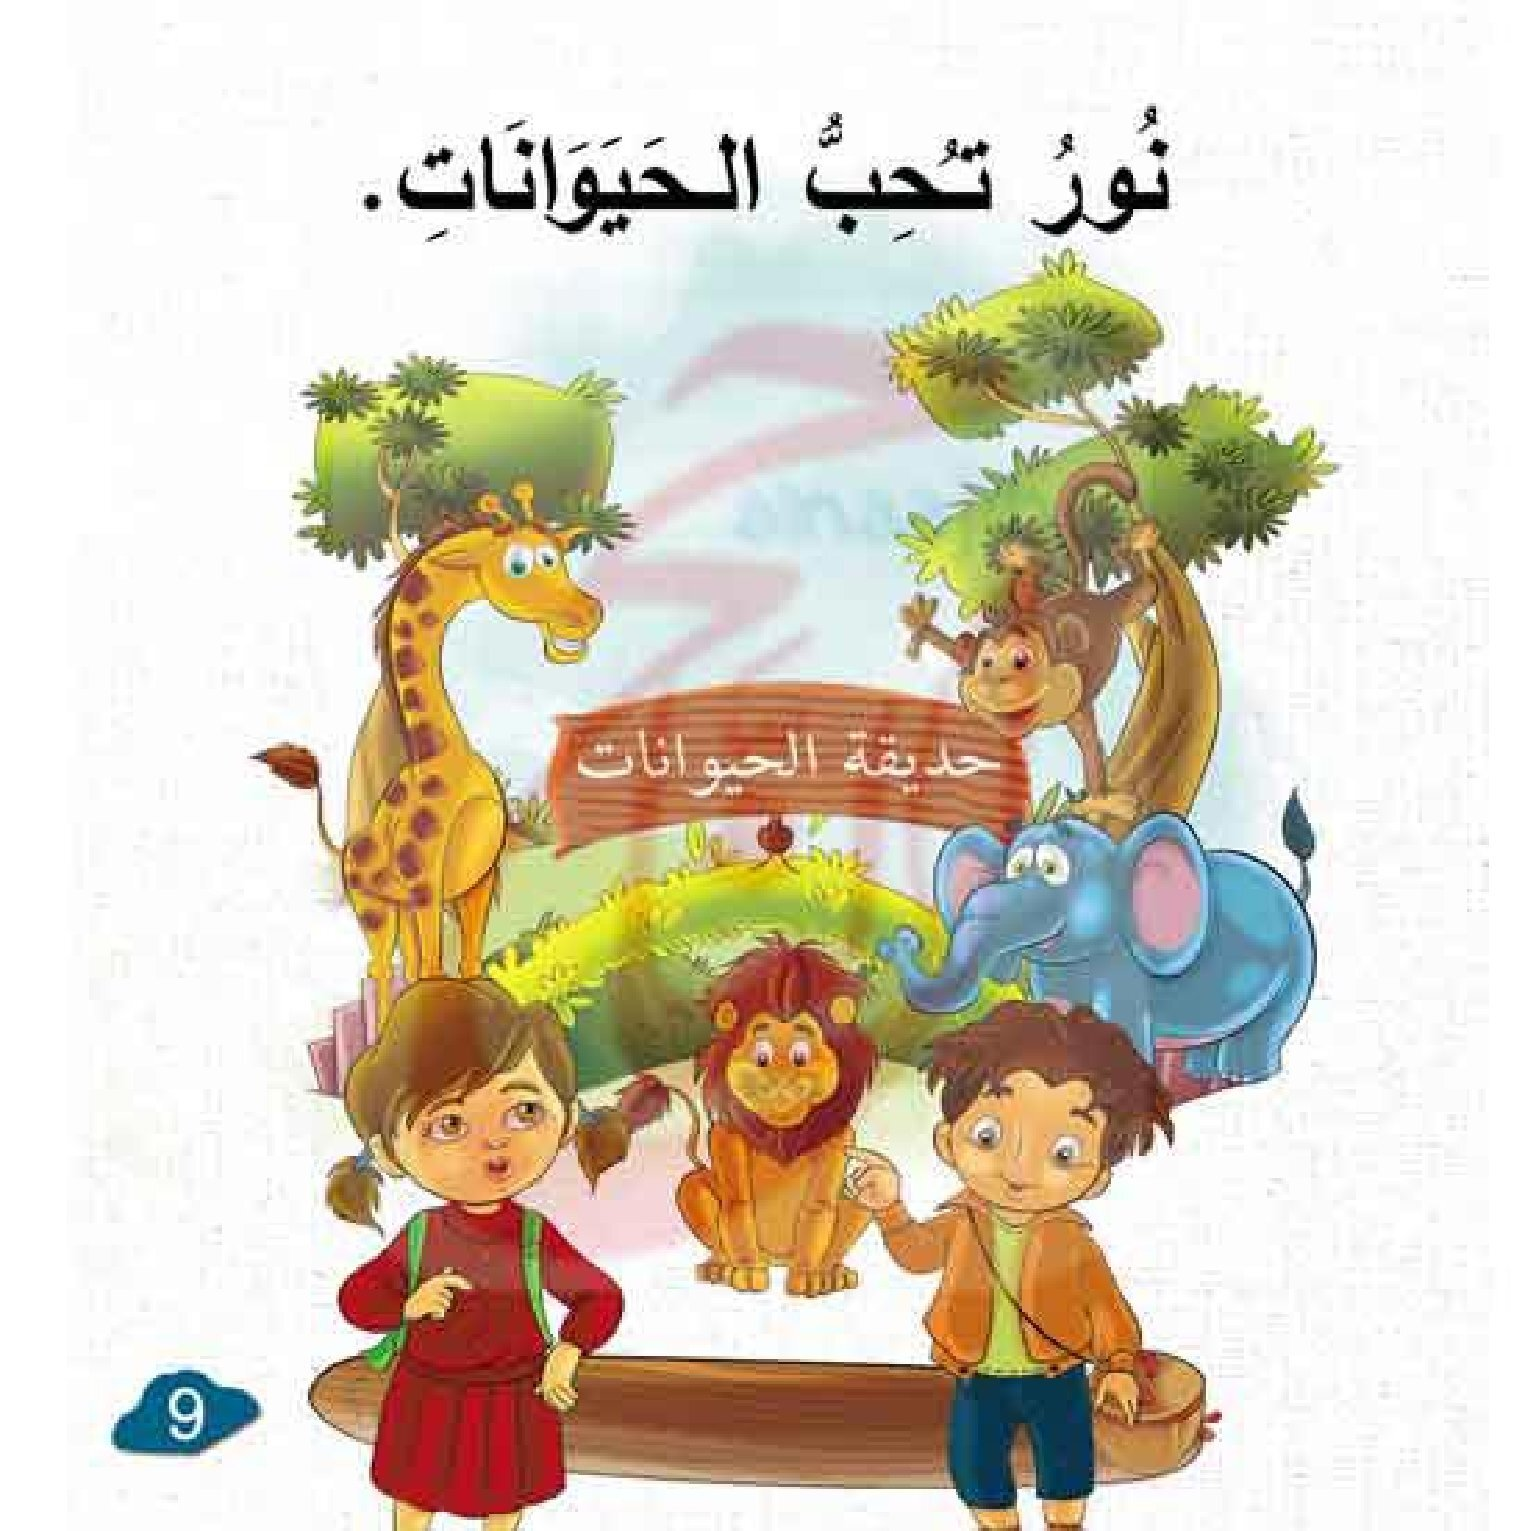 نُورُ تُحِبُّ الحَيَوَانَاتِ.
حديقة الحيوانات
9